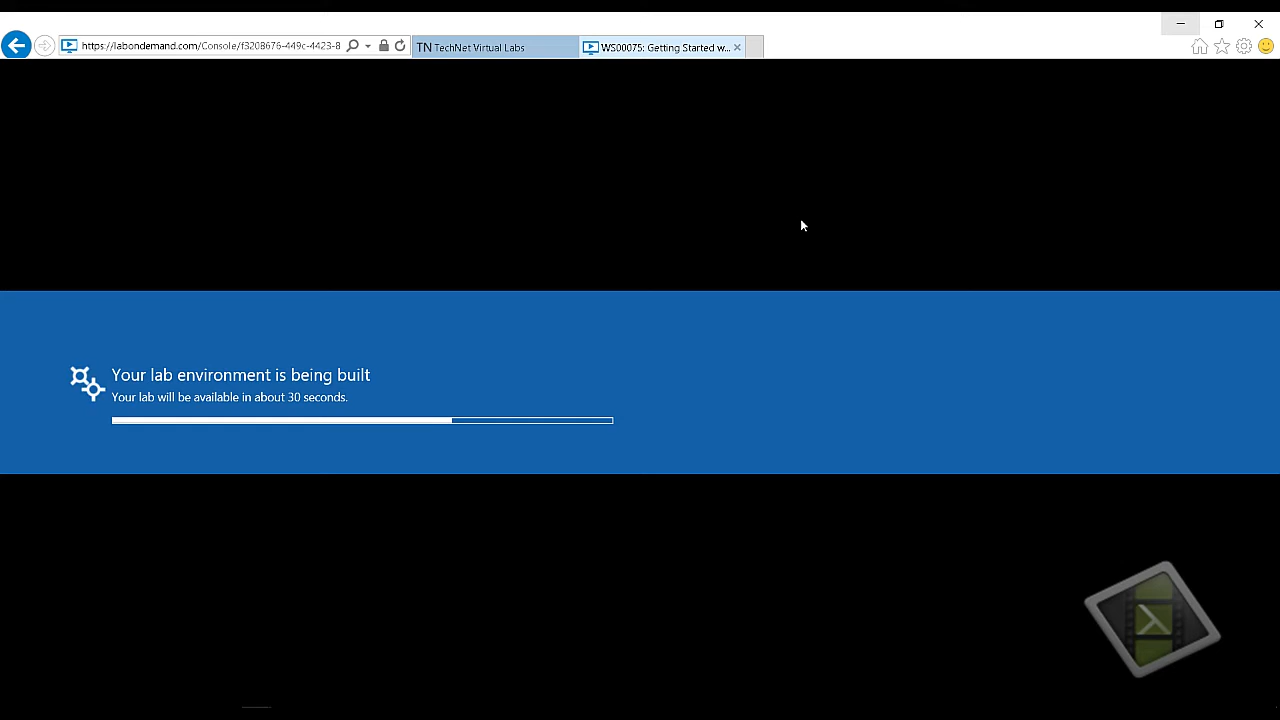 https://labondemand.com/Console/f3208676-449c-4423-8
TN TechNet Virtual Labs
WS00075: Getting Started w...
Your lab environment is being built
Your lab will be available in about 30 seconds.